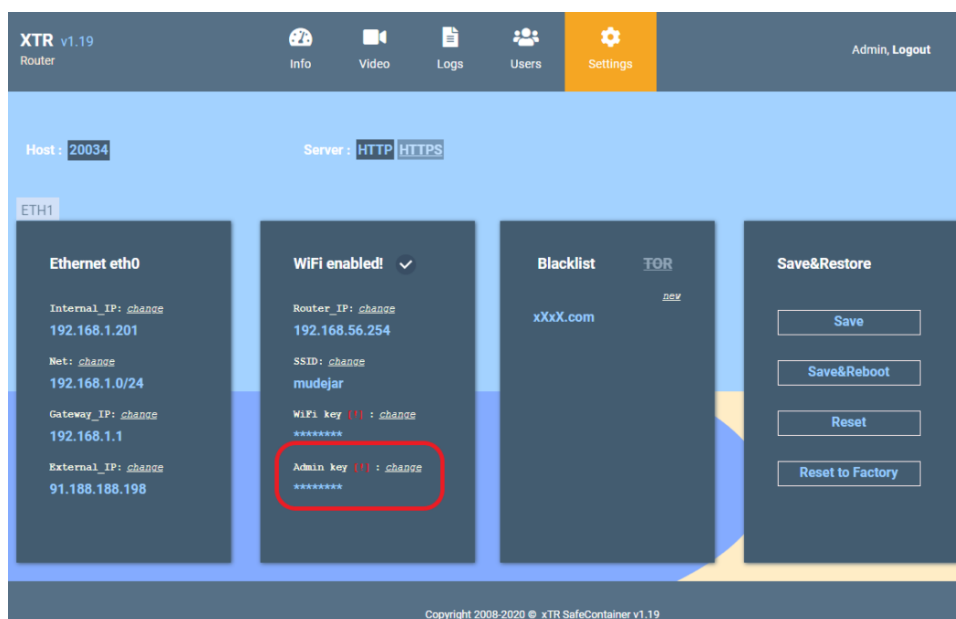 XTR v1.19
Router
Info
Video
Logs
Users
Settings
Admin, Logout
Host : 20034
Server : HTTP HTTPS
ETH1
Ethernet eth0
Internal_IP: change
192.168.1.201
Net: change
192.168.1.0/24
Gateway_IP: change
192.168.1.1
External_IP: change
91.188.188.198
WiFi enabled!
Router_IP: change
192.168.56.254
SSID: change
mudejar
WiFi key [!] : change
********
Admin key [!] : change
********
Blacklist TOR
new
xXxX.com
Save&Restore
Save
Save&Reboot
Reset
Reset to Factory
Copyright 2008-2020 © xTR SafeContainer v1.19